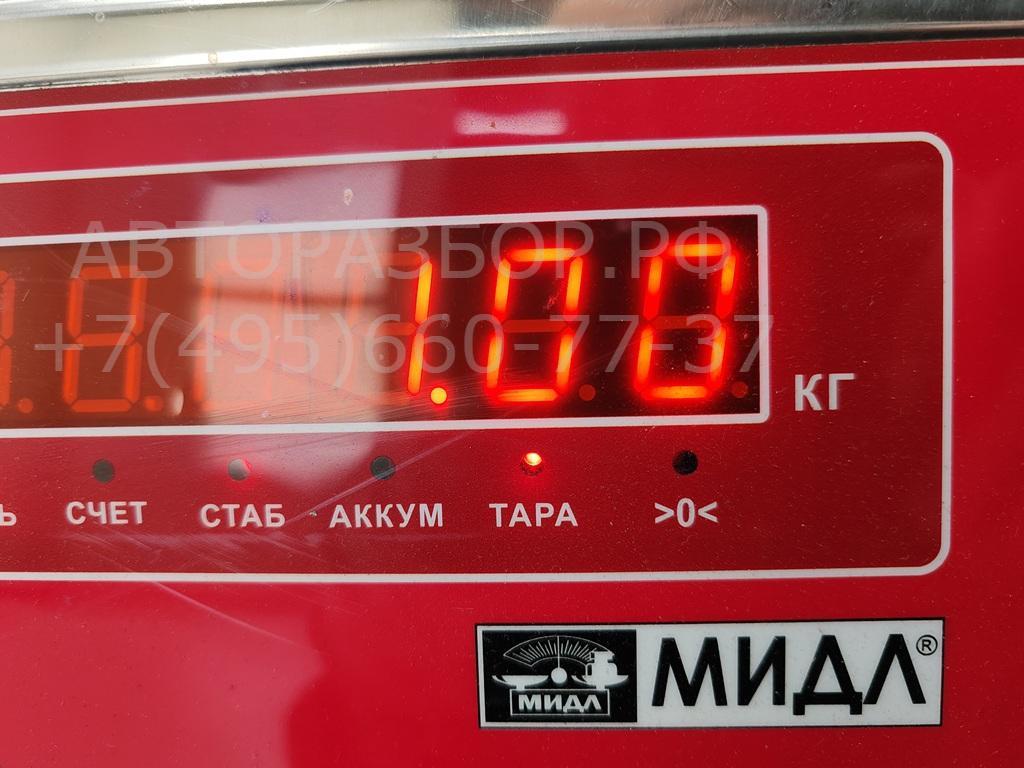 АВТОРАЗБОР.РФ
1.00
+7(495)660-77-37
КГ
СЧЕТ СТАБ АККУМ ТАРА >0<
МИДЛ МИДЛ®